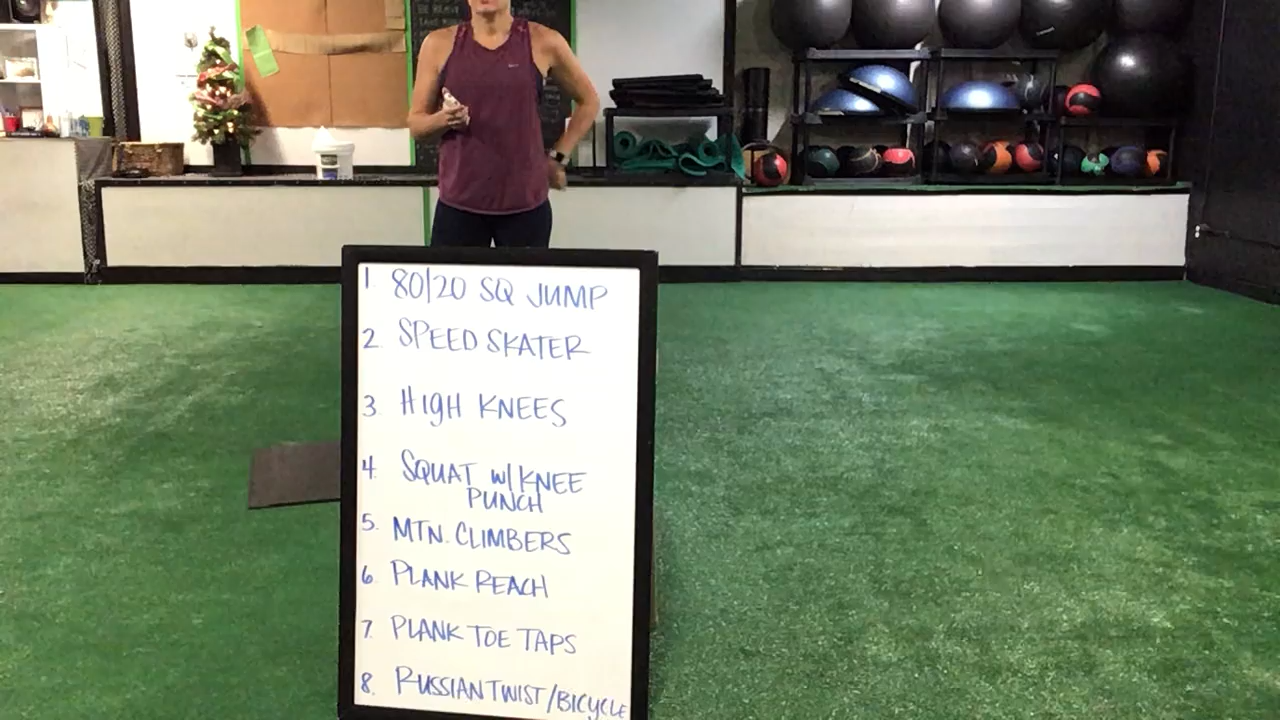 1. 80/20 SQ JUMP
2. SPEED SKATER
3. HIGH KNEES
4. SQUAT W/ KNEE
PUNCH
5. MTN. CLIMBERS
6. PLANK REACH
7. PLANK TOE TAPS
8. RUSSIAN TWIST/BICYCLE